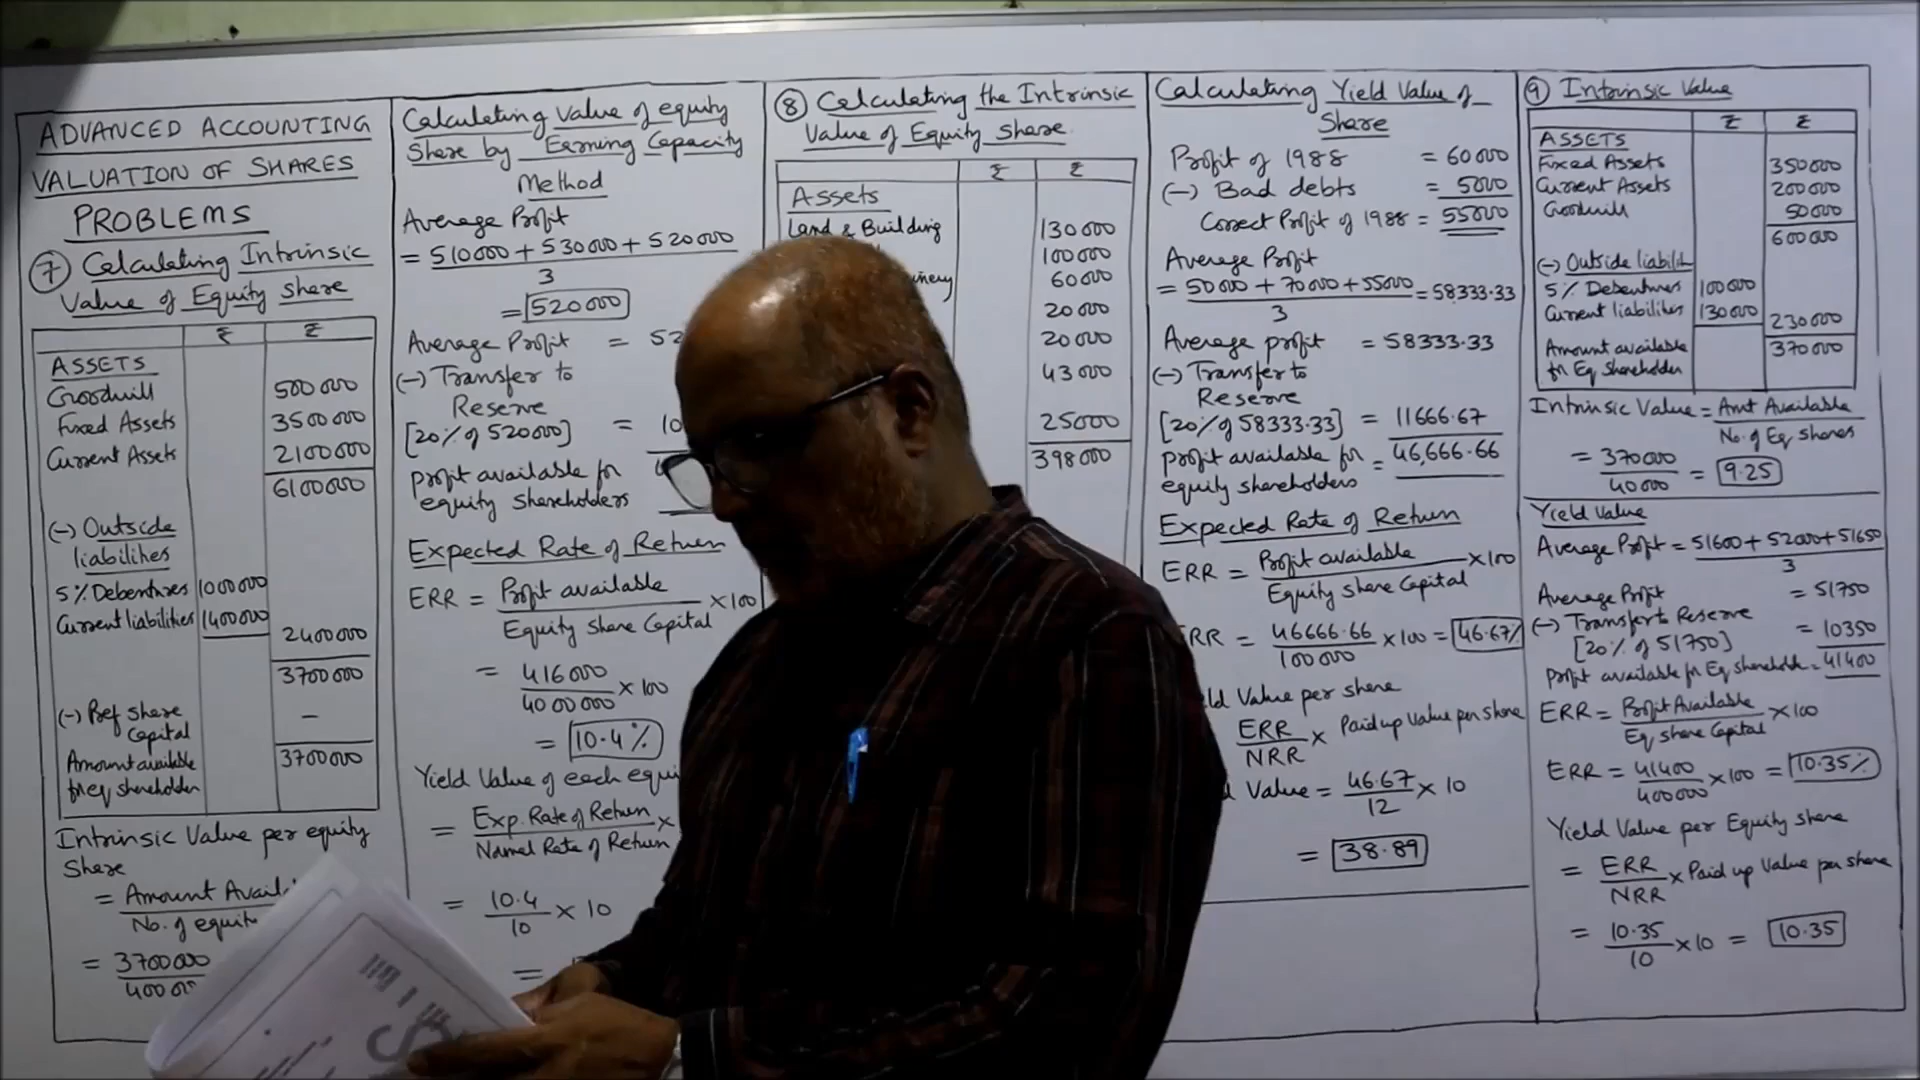 ADVANCED ACCOUNTING
VALUATION OF SHARES
PROBLEMS
⑦ Calculating Intrinsic
Value of Equity Share
₹ ₹
ASSETS
Goodwill 500000
Fixed Assets 3500000
Current Assets 2100000
6100000
(-) Outside
liabilities
5% Debentures 1000000
Current liabilities 1400000
2400000
3700000
(-) Pref share
Capital —
Amount available
for eq shareholder 3700000
Intrinsic Value per equity
Share
= Amount Avail
No. of equity
= 3700000
Calculating Value of equity
Share by Earning Capacity
Method
Average Profit
= 510000 + 530000 + 520000
3
= 520000
Average Profit = 52
(-) Transfer to
Reserve
[20% of 520000] = 10
profit available for
equity shareholders
Expected Rate of Return
ERR = Profit available × 100
Equity share Capital
= 416000 × 100
4000000
= 10.4%
Yield Value of each equi
= Exp. Rate of Return ×
Normal Rate of Return
= 10.4 × 10
10
=
⑧ Calculating the Intrinsic
Value of Equity share
₹ ₹
Assets
Land & Building 130000
100000
60000
20000
20000
43000
25000
398000
Calculating Yield Value of
Share
Profit of 1988 = 60000
(-) Bad debts = 5000
Correct Profit of 1988 = 55000
Average Profit
= 50000 + 70000 + 55000 = 58333.33
3
Average profit = 58333.33
(-) Transfer to
Reserve
[20% of 58333.33] = 11666.67
profit available for = 46,666.66
equity shareholders
Expected Rate of Return
ERR = Profit available × 100
Equity share Capital
RR = 46666.66 × 100 = 46.67%
100000
ld Value per share
ERR × Paid up Value per share
NRR
d Value = 46.67 × 10
12
= 38.89
⑨ Intrinsic Value
₹ ₹
ASSETS
Fixed Assets 350000
Current Assets 200000
Goodwill 50000
600000
(-) Outside liabilih
5% Debentures 100000
Current liabilities 130000 230000
Amount available 370000
for Eq shareholder
Intrinsic Value = Amt Available
No. of Eq shares
= 370000 = 9.25
40000
Yield Value
Average Profit = 51600 + 52000 + 51650
3
Average Profit = 51750
(-) Transfer to Reserve
[20% of 51750] = 10350
Profit available for Eq shareholdr = 41400
ERR = Profit Available × 100
Eq share Capital
ERR = 41400 × 100 = 10.35%
400000
Yield Value per Equity share
= ERR × Paid up Value per share
NRR
= 10.35 × 10 = 10.35
10